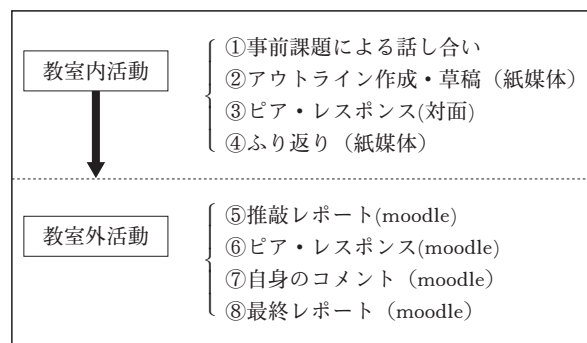 教室内活動
①事前課題による話し合い
②アウトライン作成・草稿（紙媒体）
③ピア・レスポンス(対面)
④ふり返り（紙媒体）
教室外活動
⑤推敲レポート(moodle)
⑥ピア・レスポンス(moodle)
⑦自身のコメント（moodle）
⑧最終レポート（moodle）